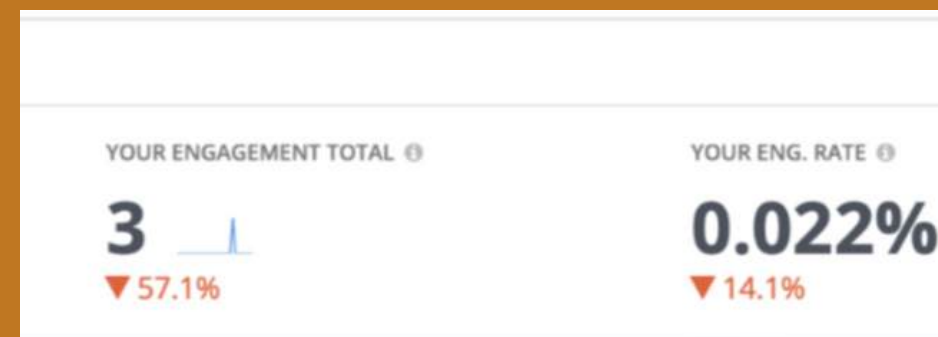 YOUR ENGAGEMENT TOTAL
YOUR ENG. RATE
3
0.022%
▼ 57.1%
▼ 14.1%